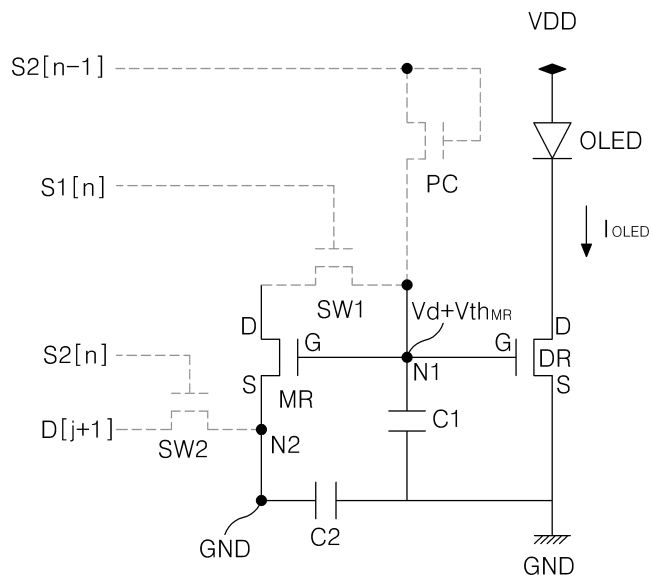 VDD
S2[n-1]
OLED
PC
S1[n]
IOLED
SW1
Vd+VthMR
D
G
G
D
S2[n]
N1
DR
S
MR
S
C1
D[j+1]
SW2
N2
C2
GND
GND